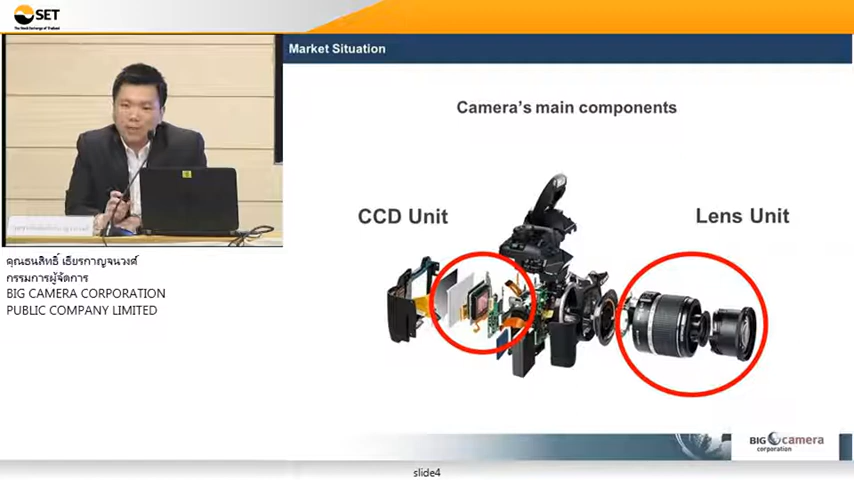 SET
The Stock Exchange of Thailand
Market Situation
Camera's main components
CCD Unit
Lens Unit
คุณธนสิทธิ์ เธียรกาญจนวงศ์
กรรมการผู้จัดการ
BIG CAMERA CORPORATION
PUBLIC COMPANY LIMITED
BIG camera
corporation
slide4